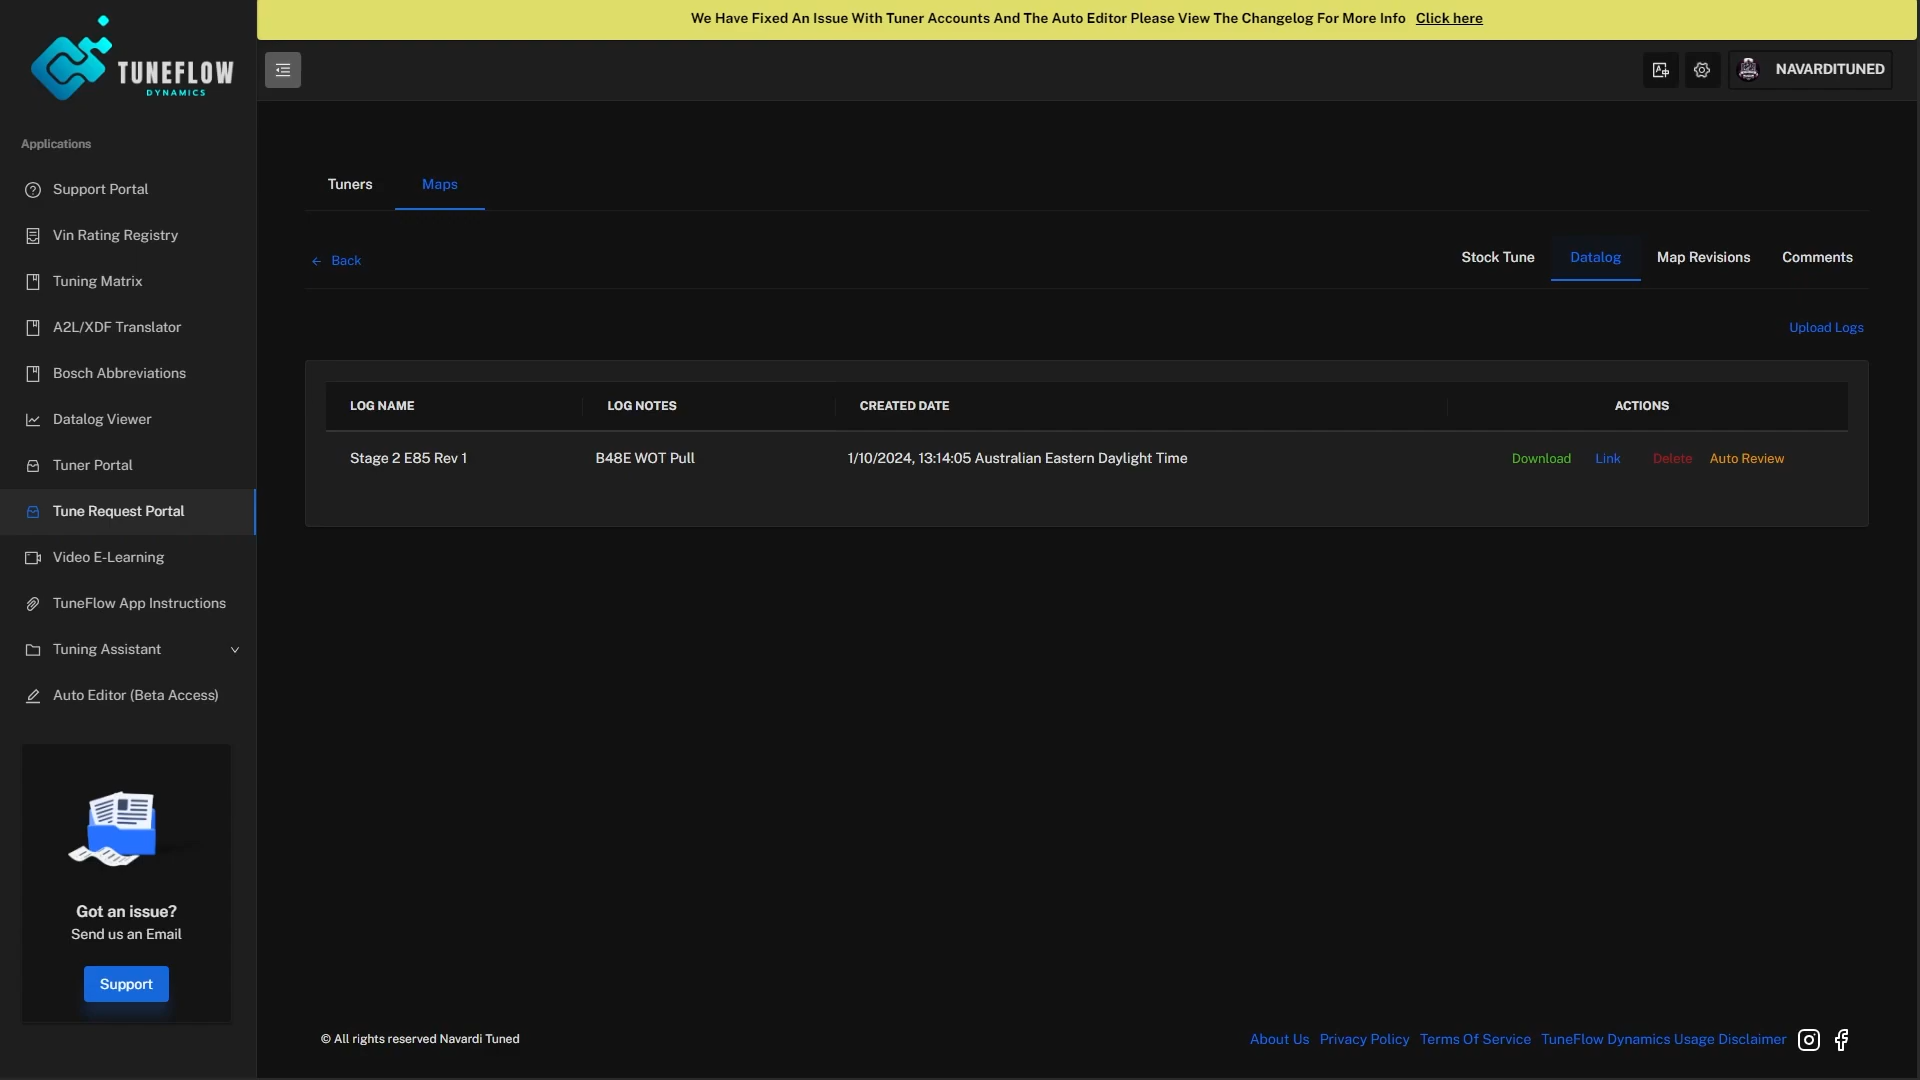 We Have Fixed An Issue With Tuner Accounts And The Auto Editor Please View The Changelog For More Info Click here
TUNEFLOW
DYNAMICS
NAVARDITUNED
Applications
Support Portal
Vin Rating Registry
Tuning Matrix
A2L/XDF Translator
Bosch Abbreviations
Datalog Viewer
Tuner Portal
Tune Request Portal
Video E-Learning
TuneFlow App Instructions
Tuning Assistant
Auto Editor (Beta Access)
Got an issue?
Send us an Email
Support
Tuners Maps
Back
Stock Tune Datalog Map Revisions Comments
Upload Logs
LOG NAME LOG NOTES CREATED DATE ACTIONS
Stage 2 E85 Rev 1 B48E WOT Pull 1/10/2024, 13:14:05 Australian Eastern Daylight Time Download Link Delete Auto Review
© All rights reserved Navardi Tuned
About Us Privacy Policy Terms Of Service TuneFlow Dynamics Usage Disclaimer